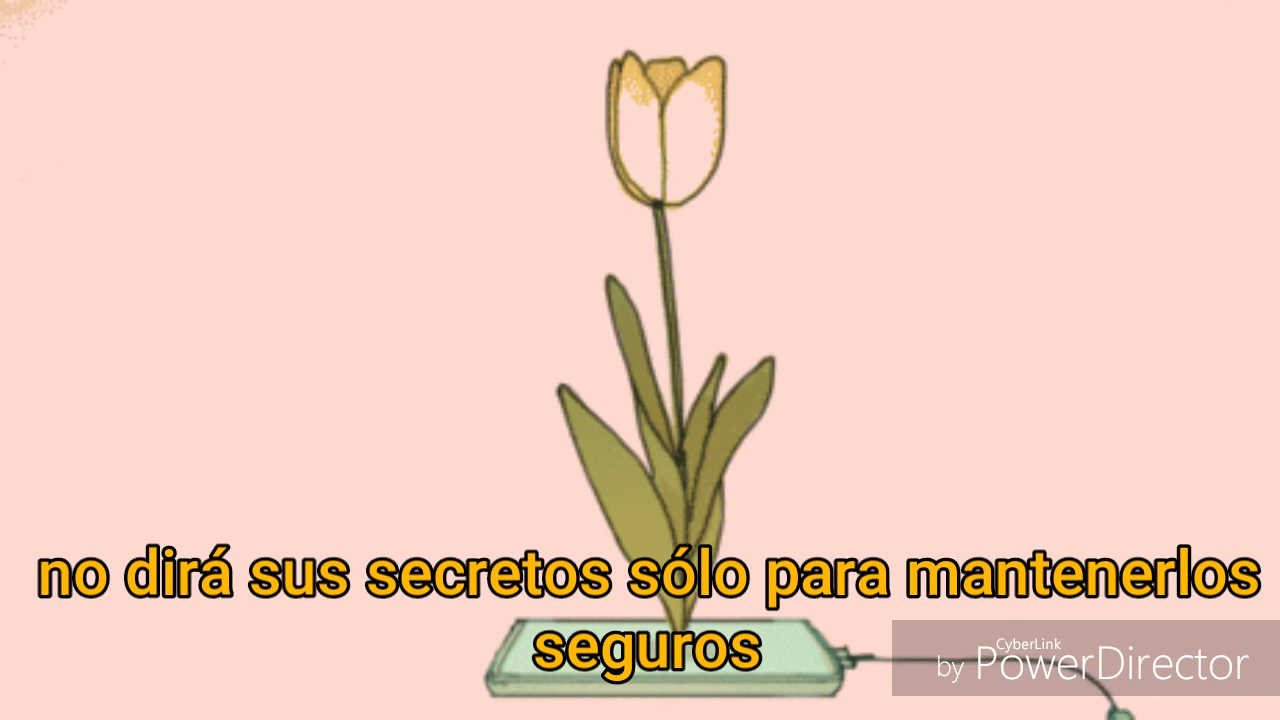 no dirá sus secretos sólo para mantenerlos
seguros
CyberLink
by PowerDirector